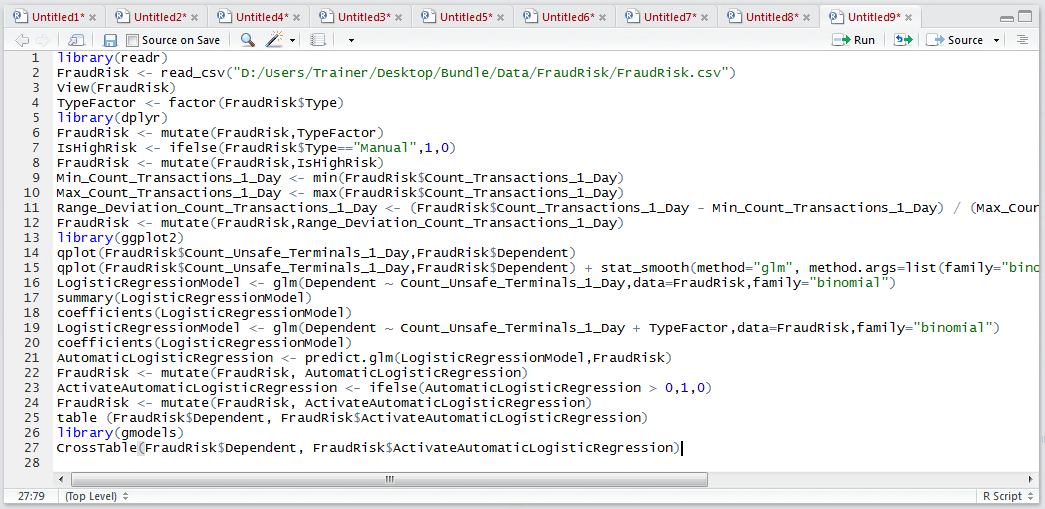 Untitled1* × Untitled2* × Untitled4* × Untitled3* × Untitled5* × Untitled6* × Untitled7* × Untitled8* × Untitled9* ×
Source on Save Run Source
1 library(readr)
2 FraudRisk <- read_csv("D:/Users/Trainer/Desktop/Bundle/Data/FraudRisk/FraudRisk.csv")
3 View(FraudRisk)
4 TypeFactor <- factor(FraudRisk$Type)
5 library(dplyr)
6 FraudRisk <- mutate(FraudRisk,TypeFactor)
7 IsHighRisk <- ifelse(FraudRisk$Type=="Manual",1,0)
8 FraudRisk <- mutate(FraudRisk,IsHighRisk)
9 Min_Count_Transactions_1_Day <- min(FraudRisk$Count_Transactions_1_Day)
10 Max_Count_Transactions_1_Day <- max(FraudRisk$Count_Transactions_1_Day)
11 Range_Deviation_Count_Transactions_1_Day <- (FraudRisk$Count_Transactions_1_Day - Min_Count_Transactions_1_Day) / (Max_Coun
12 FraudRisk <- mutate(FraudRisk,Range_Deviation_Count_Transactions_1_Day)
13 library(ggplot2)
14 qplot(FraudRisk$Count_Unsafe_Terminals_1_Day,FraudRisk$Dependent)
15 qplot(FraudRisk$Count_Unsafe_Terminals_1_Day,FraudRisk$Dependent) + stat_smooth(method="glm", method.args=list(family="bino
16 LogisticRegressionModel <- glm(Dependent ~ Count_Unsafe_Terminals_1_Day,data=FraudRisk,family="binomial")
17 summary(LogisticRegressionModel)
18 coefficients(LogisticRegressionModel)
19 LogisticRegressionModel <- glm(Dependent ~ Count_Unsafe_Terminals_1_Day + TypeFactor,data=FraudRisk,family="binomial")
20 coefficients(LogisticRegressionModel)
21 AutomaticLogisticRegression <- predict.glm(LogisticRegressionModel,FraudRisk)
22 FraudRisk <- mutate(FraudRisk, AutomaticLogisticRegression)
23 ActivateAutomaticLogisticRegression <- ifelse(AutomaticLogisticRegression > 0,1,0)
24 FraudRisk <- mutate(FraudRisk, ActivateAutomaticLogisticRegression)
25 table (FraudRisk$Dependent, FraudRisk$ActivateAutomaticLogisticRegression)
26 library(gmodels)
27 CrossTable(FraudRisk$Dependent, FraudRisk$ActivateAutomaticLogisticRegression)
28
27:79 (Top Level) R Script